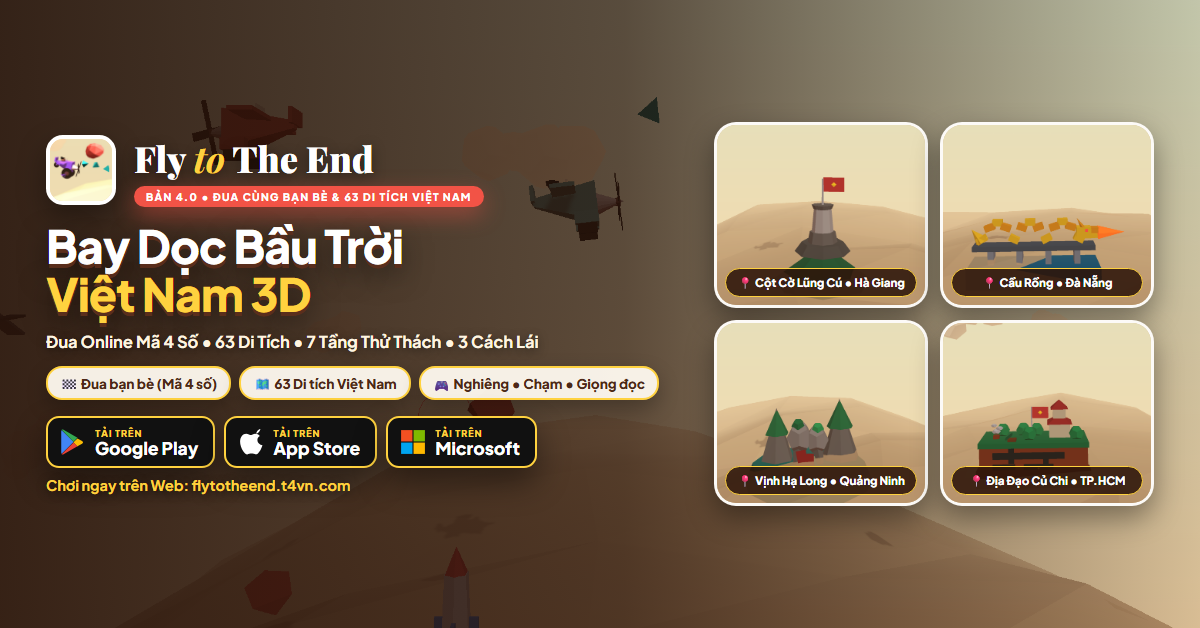 Fly to The End
BẢN 4.0 • ĐUA CÙNG BẠN BÈ & 63 DI TÍCH VIỆT NAM
Bay Dọc Bầu Trời
Việt Nam 3D
Đua Online Mã 4 Số • 63 Di Tích • 7 Tầng Thử Thách • 3 Cách Lái
Đua bạn bè (Mã 4 số)
63 Di tích Việt Nam
Nghiêng • Chạm • Giọng đọc
TẢI TRÊN
Google Play
TẢI TRÊN
App Store
TẢI TRÊN
Microsoft
Chơi ngay trên Web: flytotheend.t4vn.com
Cột Cờ Lũng Cú • Hà Giang
Cầu Rồng • Đà Nẵng
Vịnh Hạ Long • Quảng Ninh
Địa Đạo Củ Chi • TP.HCM